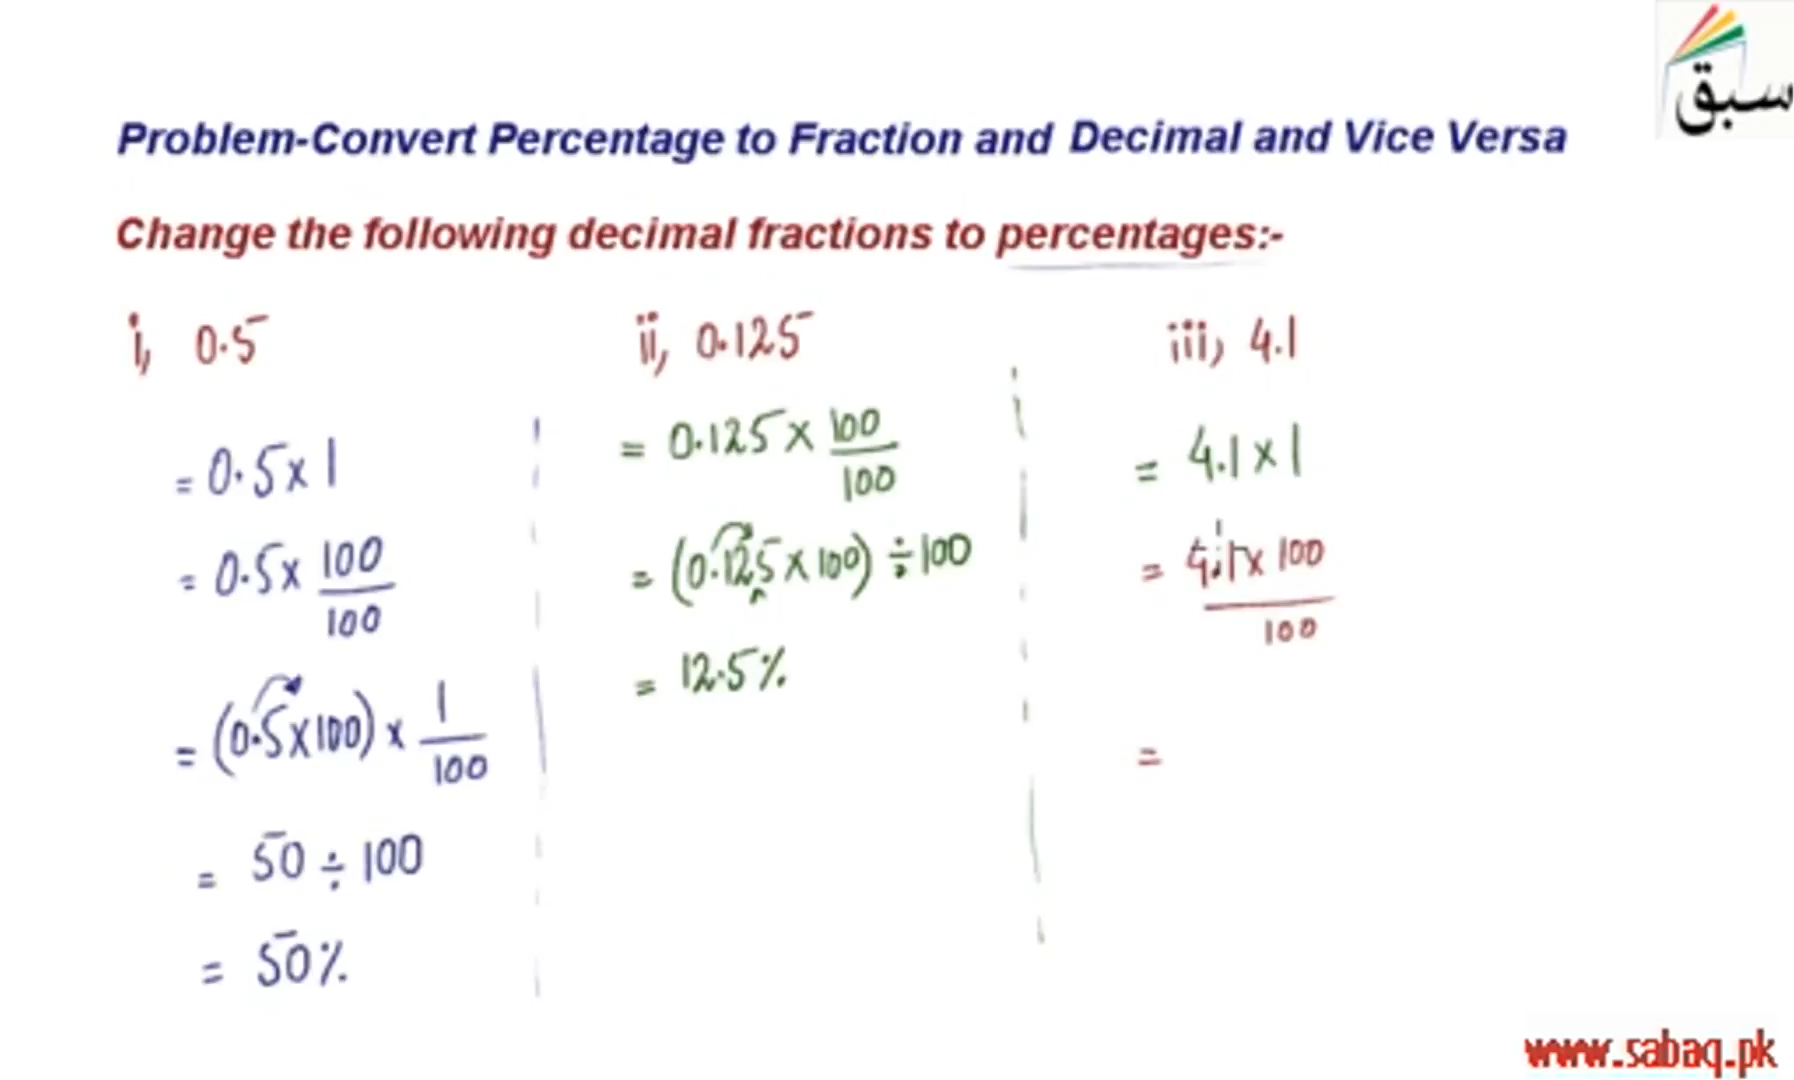 سبق
Problem-Convert Percentage to Fraction and Decimal and Vice Versa
Change the following decimal fractions to percentages:-
i, 0.5
= 0.5 × 1
= 0.5 × 100/100
= (0.5 × 100) × 1/100
= 50 ÷ 100
= 50%
ii, 0.125
= 0.125 × 100/100
= (0.125 × 100) ÷ 100
= 12.5%
iii, 4.1
= 4.1 × 1
= 4.1 × 100/100
=
www.sabaq.pk